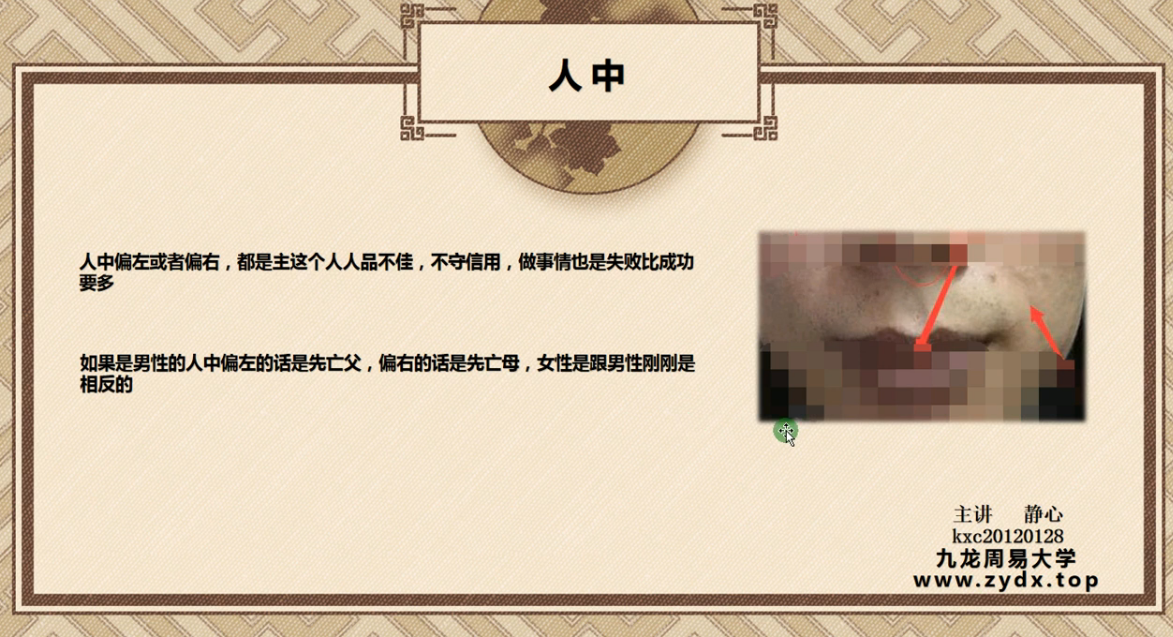 人中
人中偏左或者偏右，都是主这个人人品不佳，不守信用，做事情也是失败比成功
要多
如果是男性的人中偏左的话是先亡父，偏右的话是先亡母，女性是跟男性刚刚是
相反的
主讲 静心
kxc20120128
九龙周易大学
www.zydx.top